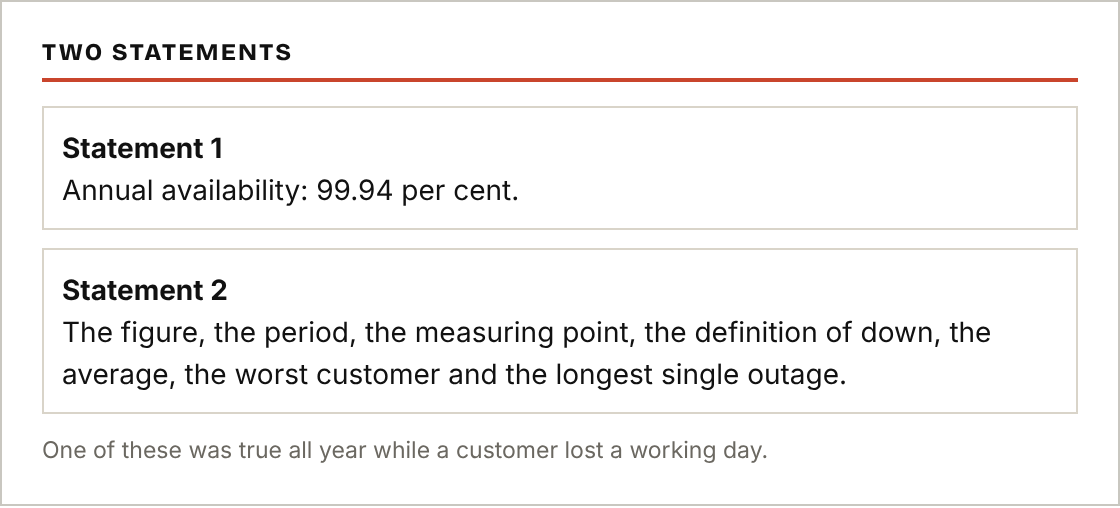 TWO STATEMENTS
Statement 1
Annual availability: 99.94 per cent.
Statement 2
The figure, the period, the measuring point, the definition of down, the
average, the worst customer and the longest single outage.
One of these was true all year while a customer lost a working day.